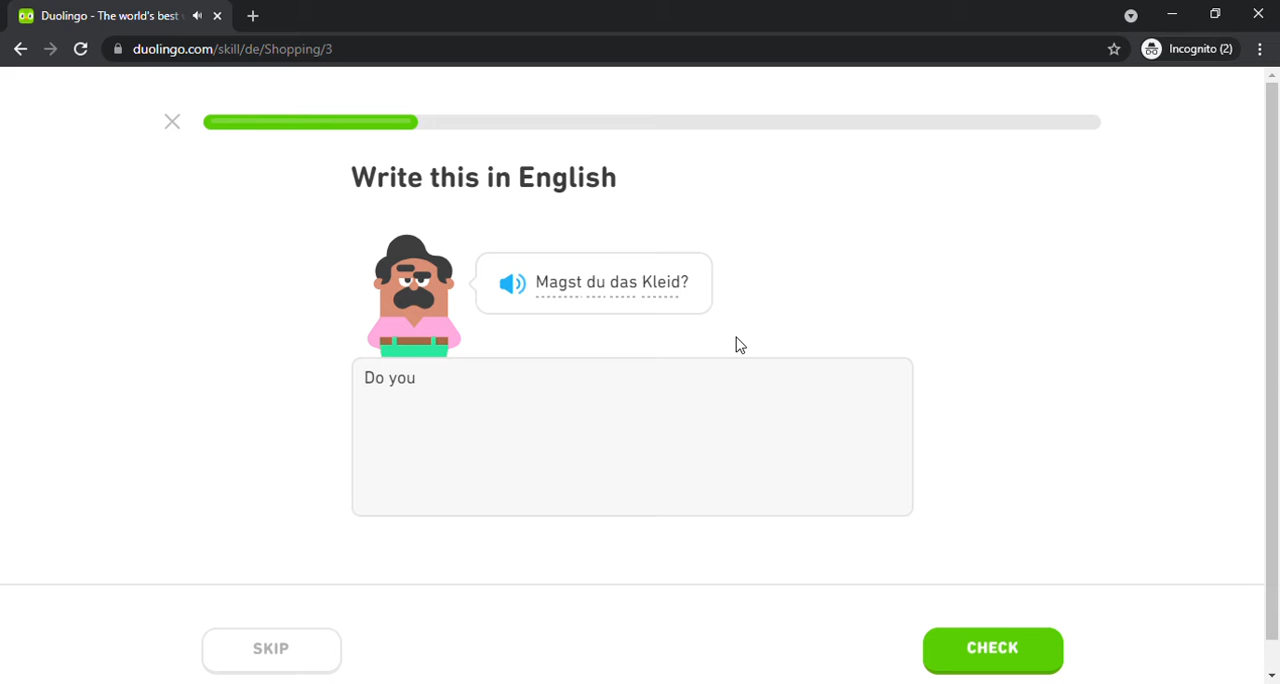 Duolingo - The world's best
duolingo.com/skill/de/Shopping/3
Incognito (2)
Write this in English
Magst du das Kleid?
Do you
SKIP
CHECK